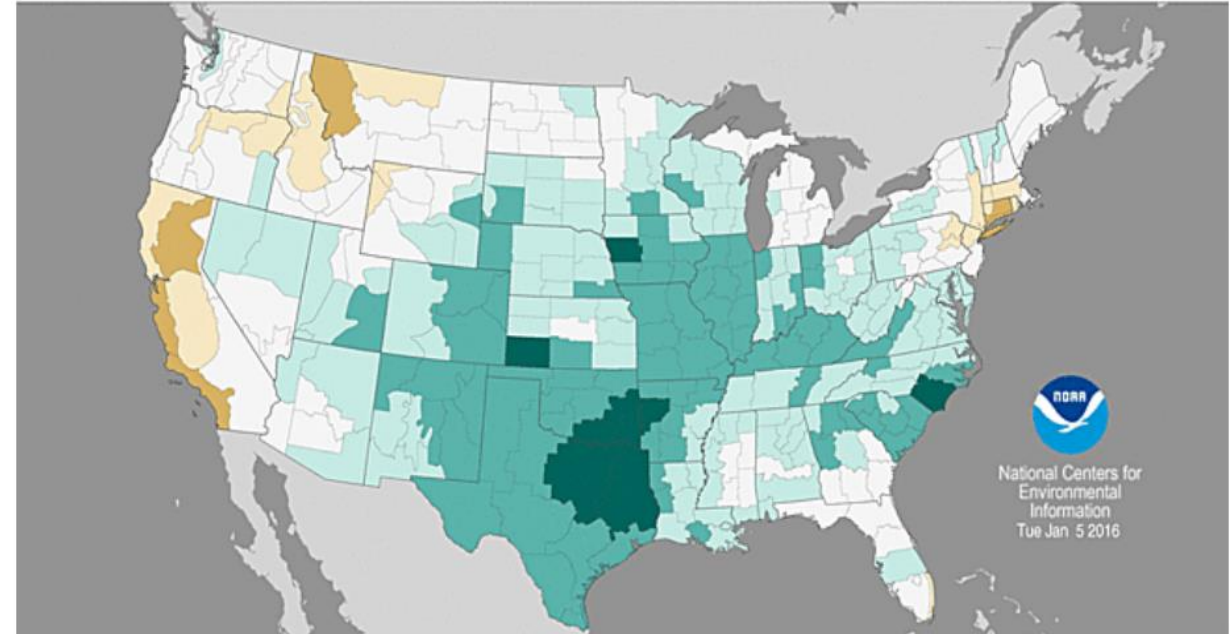 NOAA
National Centers for
Environmental
Information
Tue Jan 5 2016